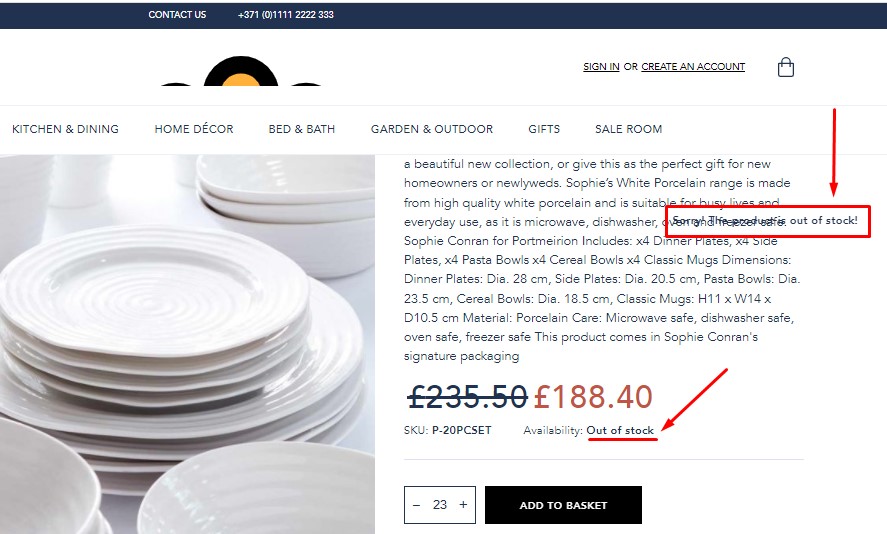 CONTACT US +371 (0)1111 2222 333
SIGN IN OR CREATE AN ACCOUNT
KITCHEN & DINING HOME DÉCOR BED & BATH GARDEN & OUTDOOR GIFTS SALE ROOM
a beautiful new collection, or give this as the perfect gift for new
homeowners or newlyweds. Sophie's White Porcelain range is made
from high quality white porcelain and is suitable for busy lives and
everyday use, as it is microwave, dishwasher, oven and freezer safe.
Sorry! The product is out of stock!
Sophie Conran for Portmeirion Includes: x4 Dinner Plates, x4 Side
Plates, x4 Pasta Bowls x4 Cereal Bowls x4 Classic Mugs Dimensions:
Dinner Plates: Dia. 28 cm, Side Plates: Dia. 20.5 cm, Pasta Bowls: Dia.
23.5 cm, Cereal Bowls: Dia. 18.5 cm, Classic Mugs: H11 x W14 x
D10.5 cm Material: Porcelain Care: Microwave safe, dishwasher safe,
oven safe, freezer safe This product comes in Sophie Conran's
signature packaging
£235.50 £188.40
SKU: P-20PCSET Availability: Out of stock
− 23 + ADD TO BASKET